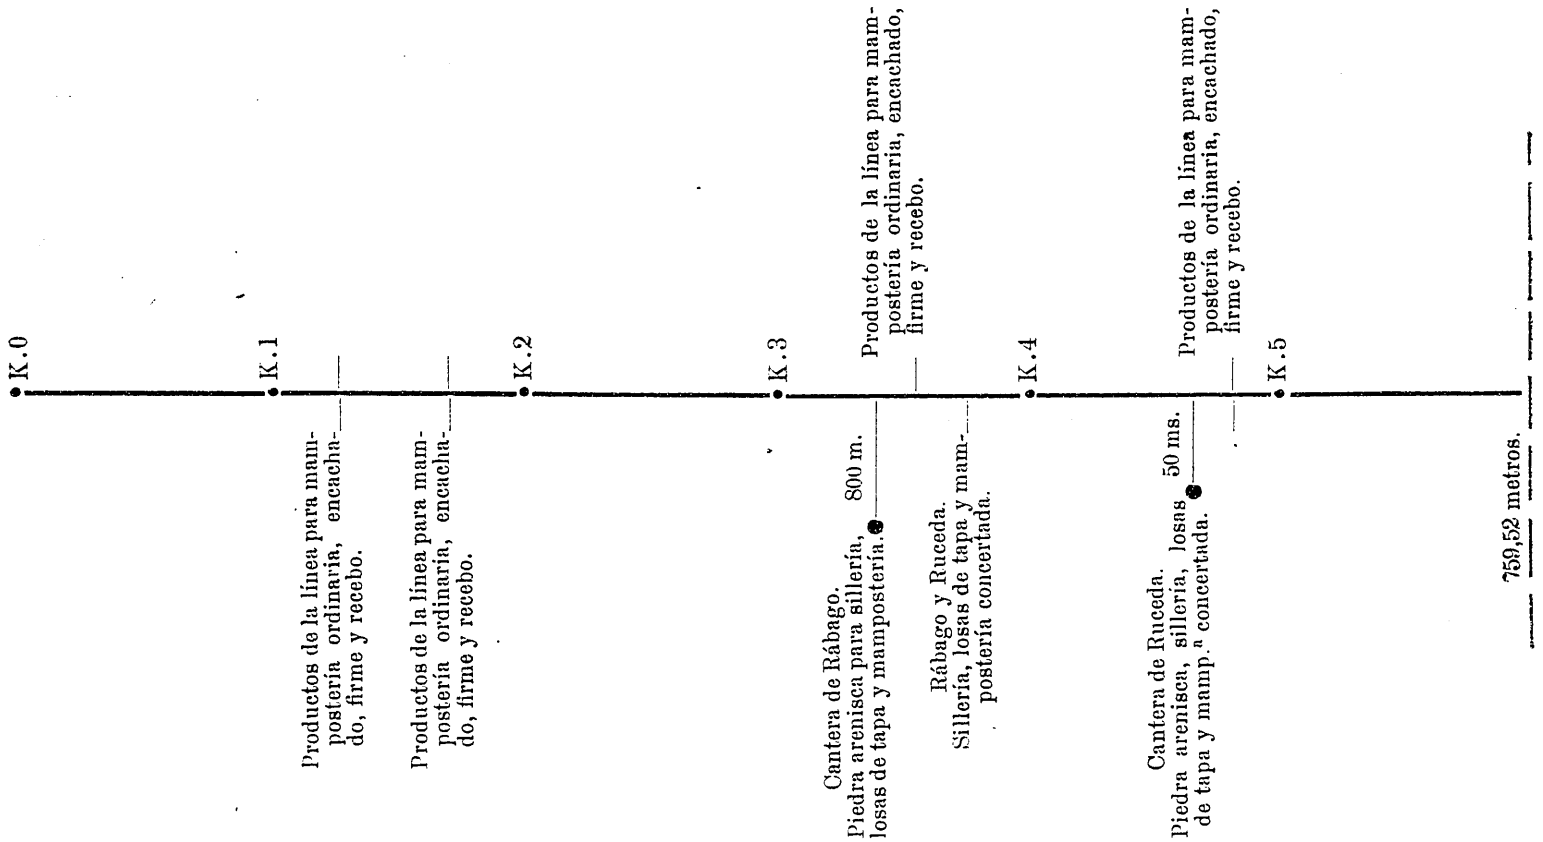 K.0
K.1
K.2
K.3
K.4
K.5
Productos de la línea para mam-
postería ordinaria, encacha-
do, firme y recebo.
Productos de la línea para mam-
postería ordinaria, encacha-
do, firme y recebo.
Cantera de Rábago.
Piedra arenisca para sillería,
losas de tapa y mampostería.
800 m.
Productos de la línea para mam-
postería ordinaria, encachado,
firme y recebo.
Rábago y Ruceda.
Sillería, losas de tapa y mam-
postería concertada.
Cantera de Ruceda.
Piedra arenisca, sillería, losas
de tapa y mamp.ª concertada.
50 ms.
Productos de la línea para mam-
postería ordinaria, encachado,
firme y recebo.
759,52 metros.